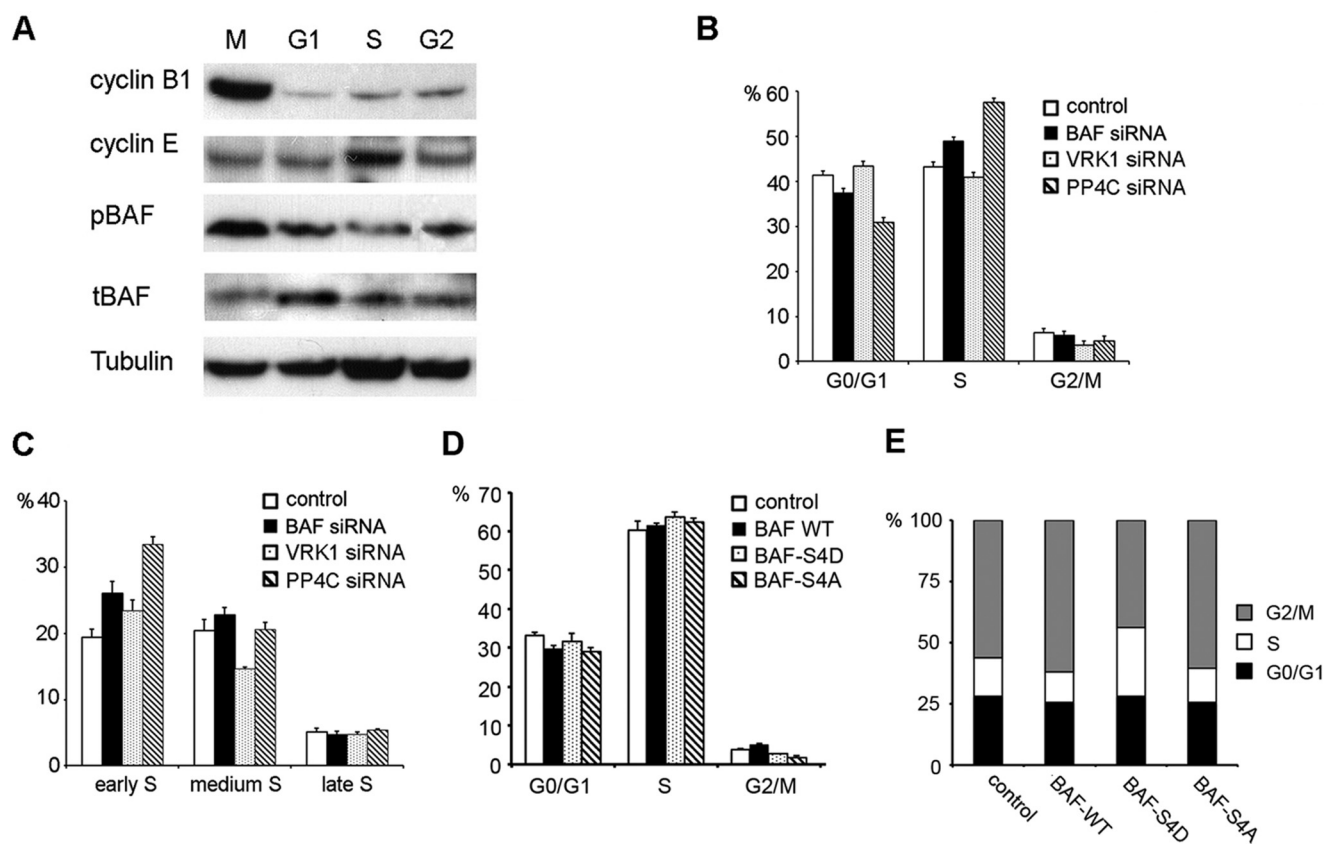 A
M G1 S G2
cyclin B1
cyclin E
pBAF
tBAF
Tubulin
B
% 60
50
40
30
20
10
0
control
BAF siRNA
VRK1 siRNA
PP4C siRNA
G0/G1 S G2/M
C
% 40
30
20
10
0
control
BAF siRNA
VRK1 siRNA
PP4C siRNA
early S medium S late S
D
% 70
60
50
40
30
20
10
0
control
BAF WT
BAF-S4D
BAF-S4A
G0/G1 S G2/M
E
% 100
75
50
25
0
G2/M
S
G0/G1
control
BAF-WT
BAF-S4D
BAF-S4A